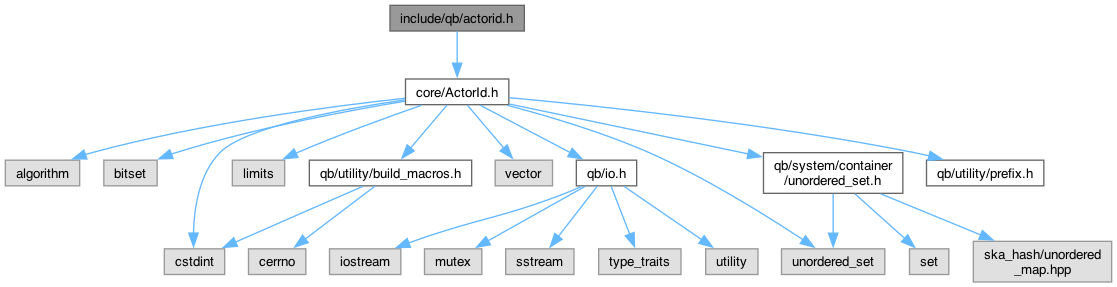 include/qb/actorid.h
core/ActorId.h
algorithm
bitset
limits
qb/utility/build_macros.h
vector
qb/io.h
qb/system/container
/unordered_set.h
qb/utility/prefix.h
cstdint
cerrno
iostream
mutex
sstream
type_traits
utility
unordered_set
set
ska_hash/unordered
_map.hpp